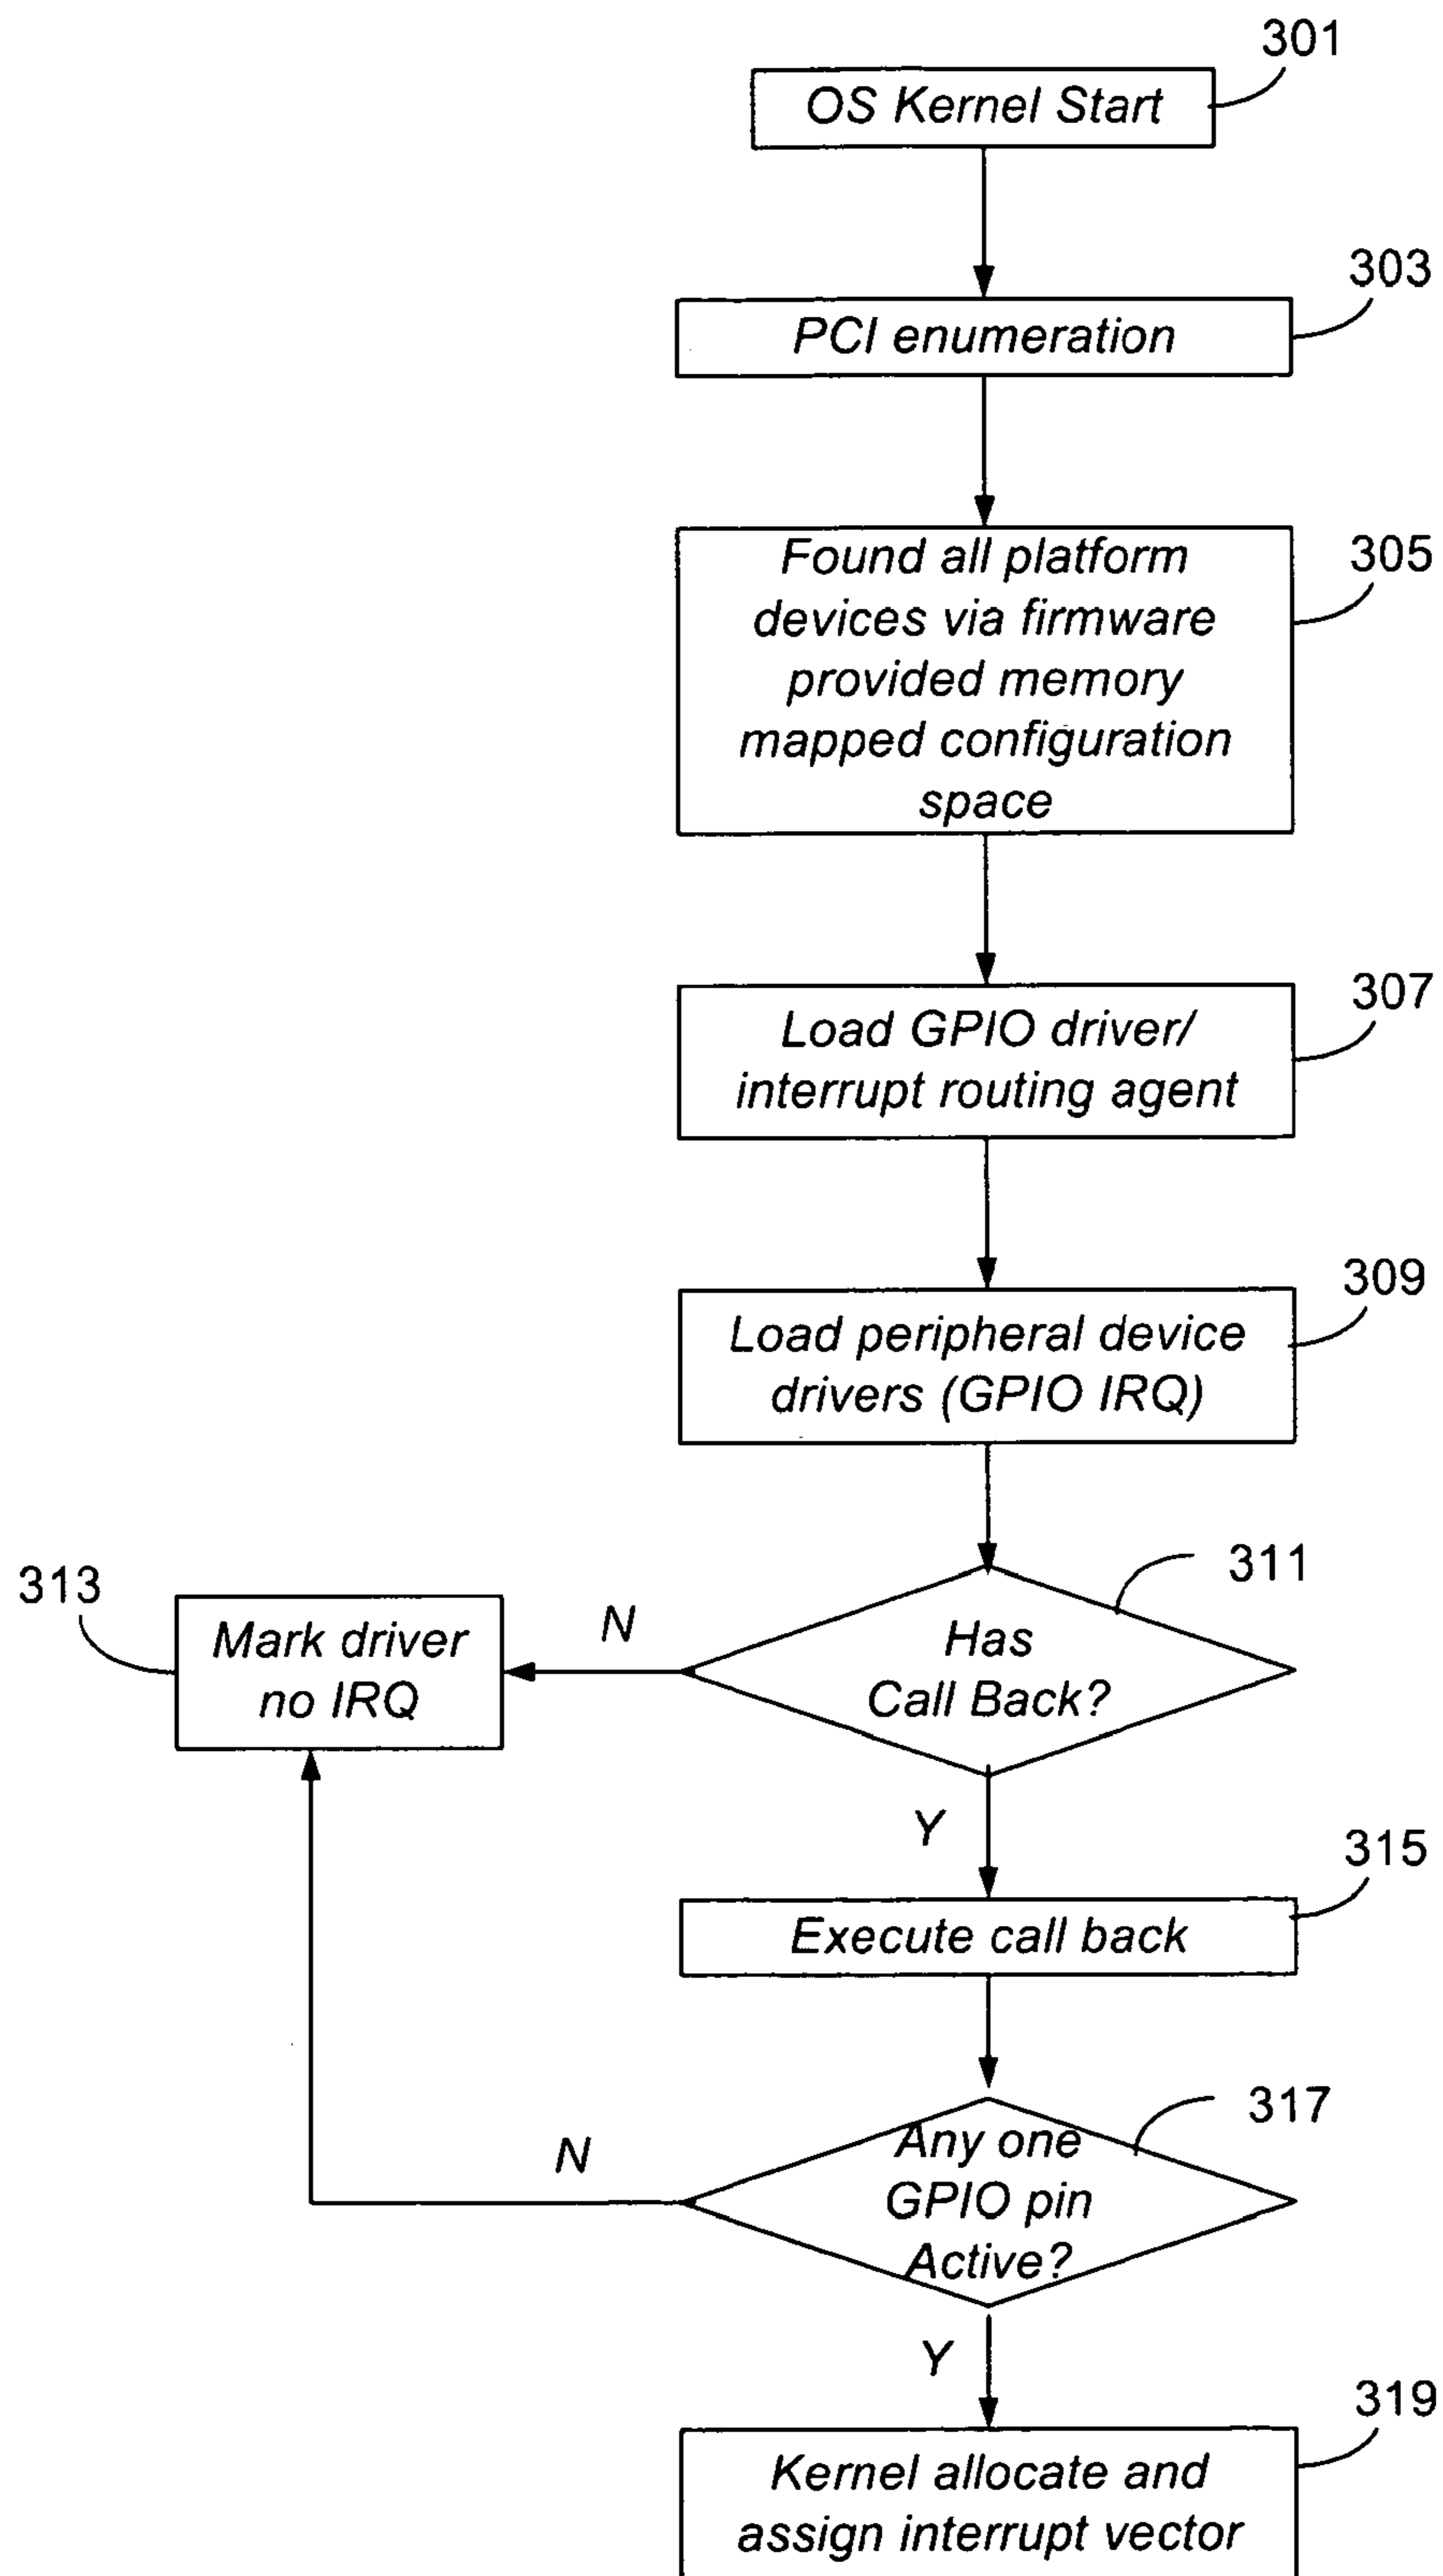 301
OS Kernel Start
303
PCI enumeration
305
Found all platform
devices via firmware
provided memory
mapped configuration
space
307
Load GPIO driver/
interrupt routing agent
309
Load peripheral device
drivers (GPIO IRQ)
311
Has
Call Back?
N
313
Mark driver
no IRQ
Y
315
Execute call back
317
Any one
GPIO pin
Active?
N
Y
319
Kernel allocate and
assign interrupt vector